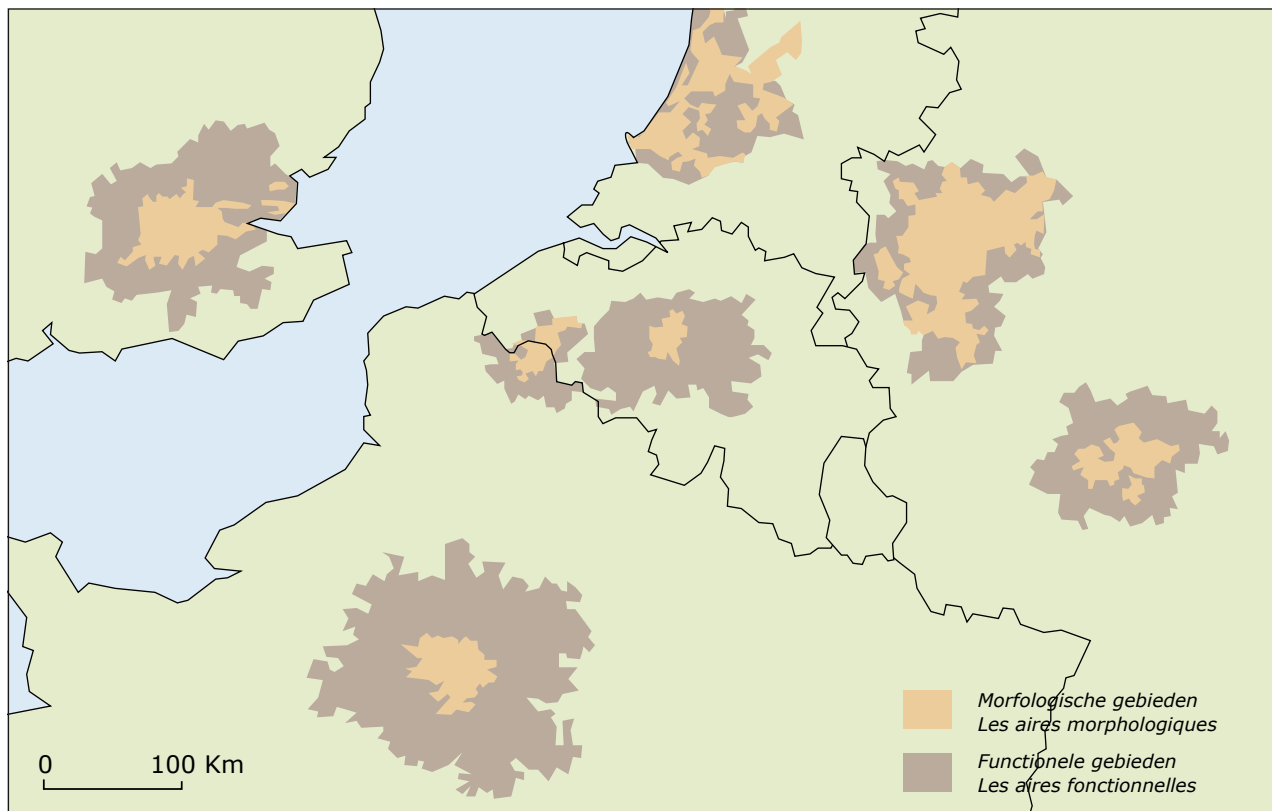 Morfologische gebieden
Les aires morphologiques
Functionele gebieden
Les aires fonctionnelles
0 100 Km